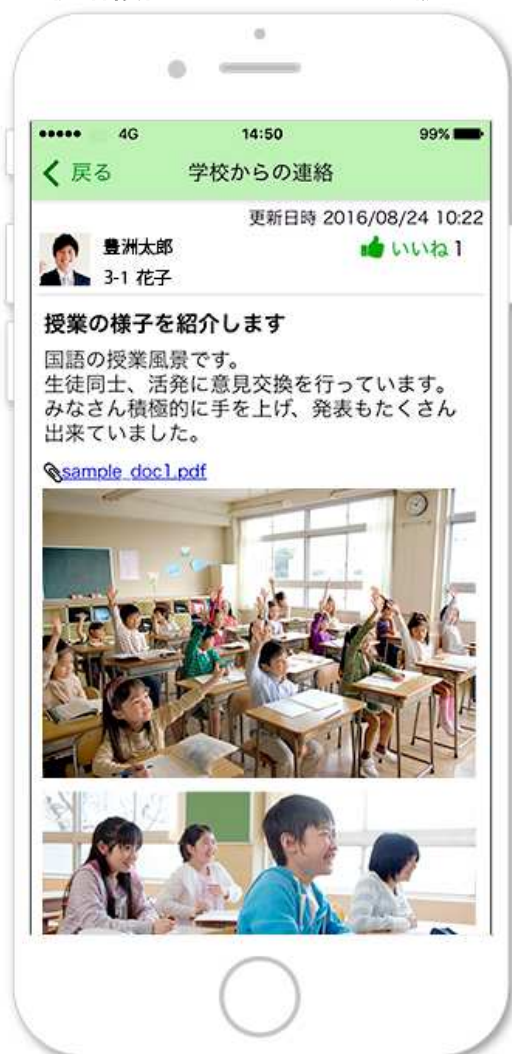 4G 14:50 99%
戻る 学校からの連絡
更新日時 2016/08/24 10:22
豊洲太郎 いいね 1
3-1 花子
授業の様子を紹介します
国語の授業風景です。
生徒同士、活発に意見交換を行っています。
みなさん積極的に手を上げ、発表もたくさん
出来ていました。
sample_doc1.pdf